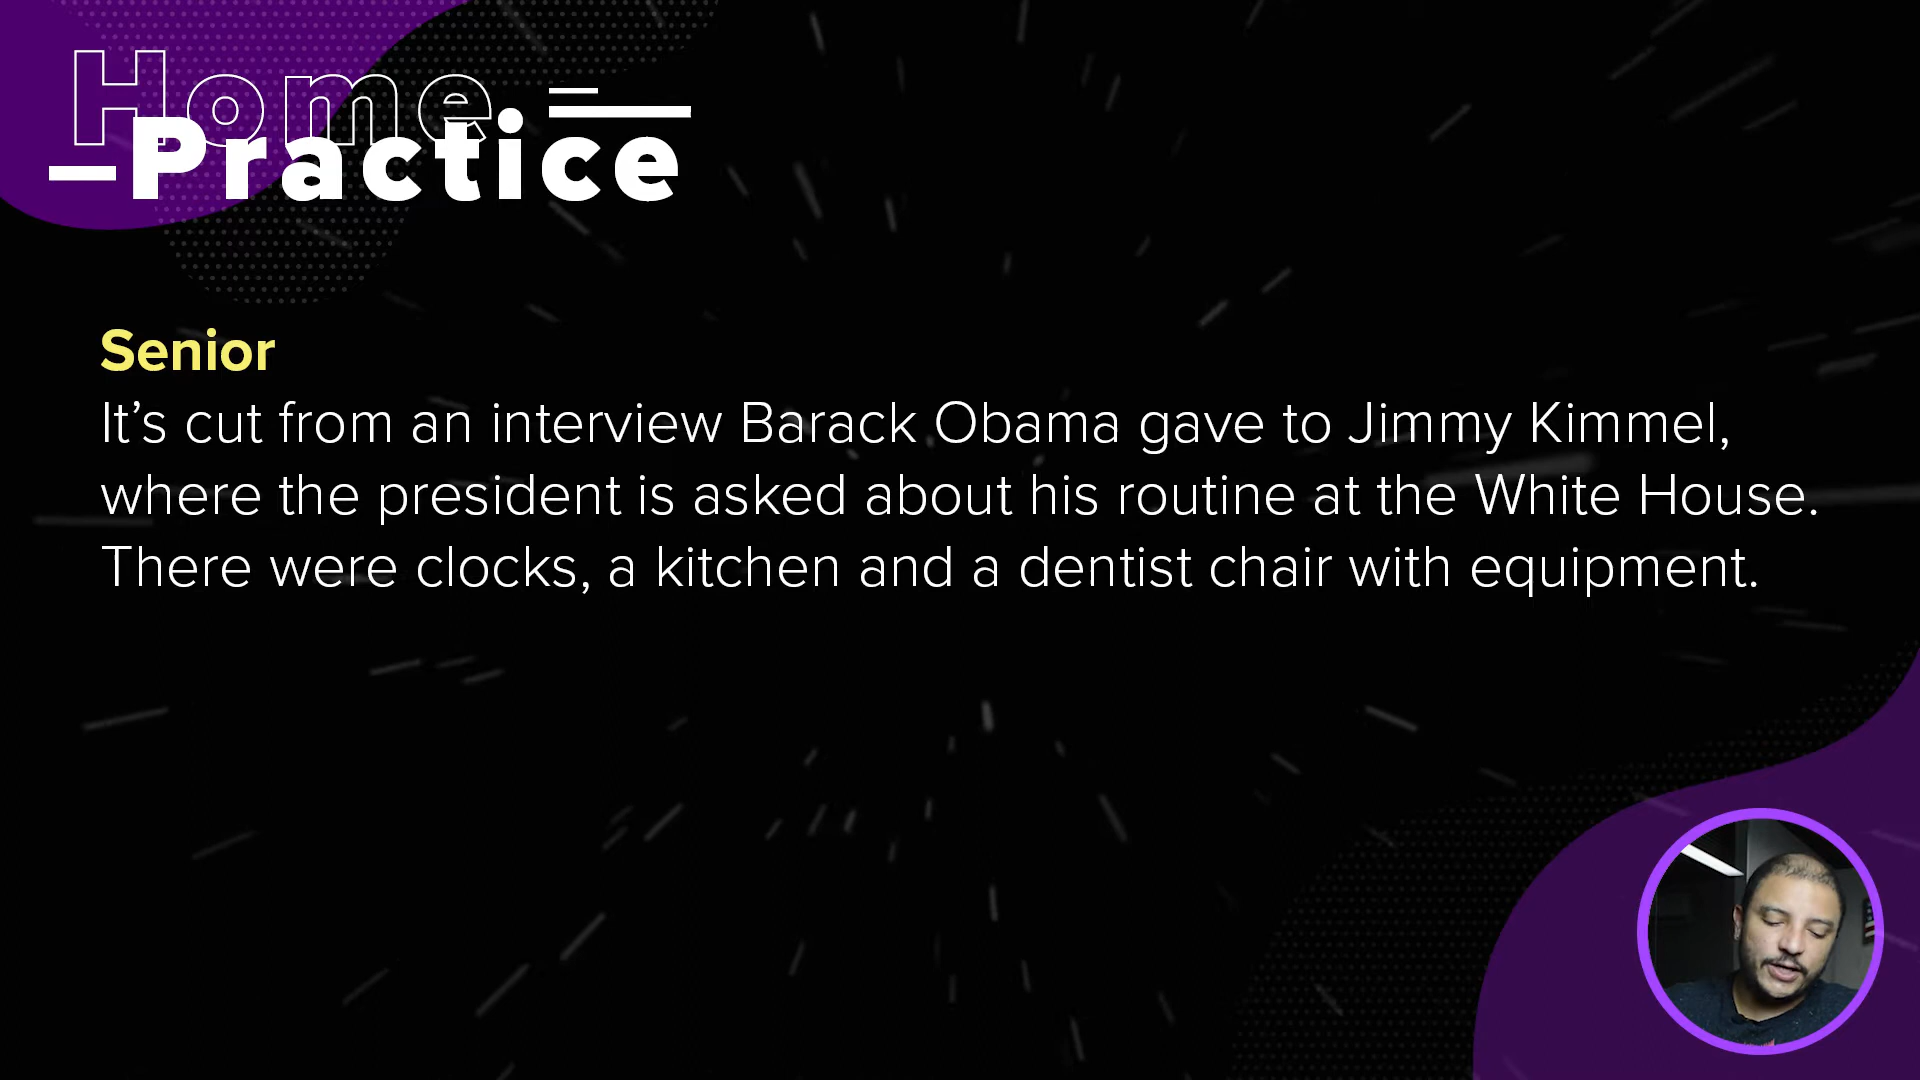 Home
Practice
Senior
It's cut from an interview Barack Obama gave to Jimmy Kimmel,
where the president is asked about his routine at the White House.
There were clocks, a kitchen and a dentist chair with equipment.